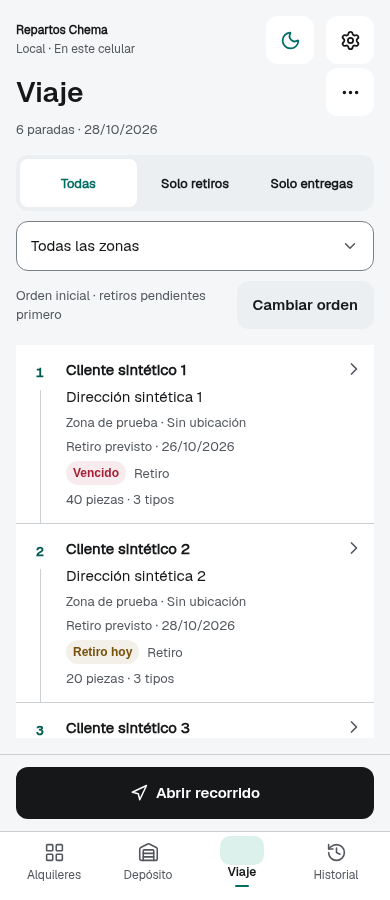 Repartos Chema
Local · En este celular
Viaje
6 paradas · 28/10/2026
Todas
Solo retiros
Solo entregas
Todas las zonas
Orden inicial · retiros pendientes
primero
Cambiar orden
1
Cliente sintético 1
Dirección sintética 1
Zona de prueba · Sin ubicación
Retiro previsto · 26/10/2026
Vencido
Retiro
40 piezas · 3 tipos
2
Cliente sintético 2
Dirección sintética 2
Zona de prueba · Sin ubicación
Retiro previsto · 28/10/2026
Retiro hoy
Retiro
20 piezas · 3 tipos
3
Cliente sintético 3
Abrir recorrido
Alquileres
Depósito
Viaje
Historial